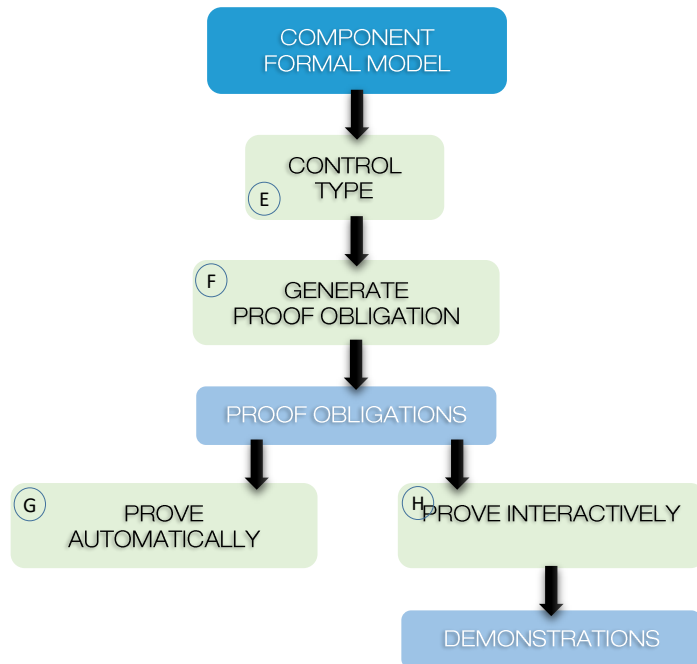 COMPONENT
FORMAL MODEL
CONTROL
TYPE
E
F
GENERATE
PROOF OBLIGATION
PROOF OBLIGATIONS
G
PROVE
AUTOMATICALLY
H
PROVE INTERACTIVELY
DEMONSTRATIONS